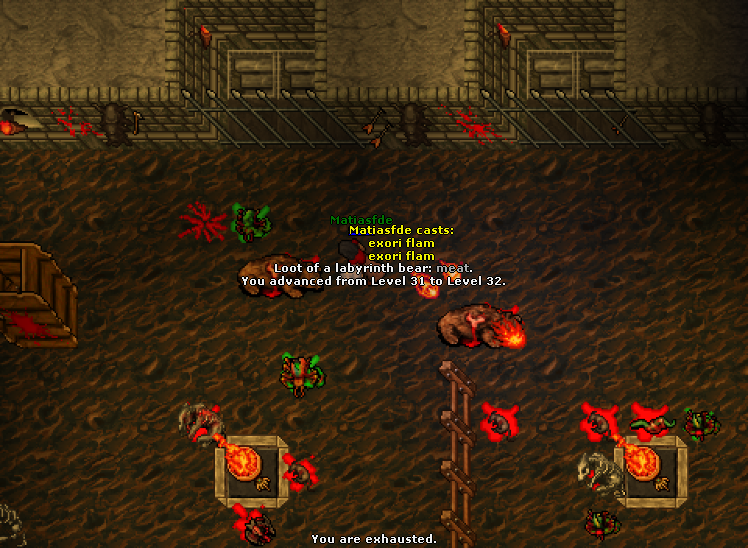 Matiasfde
Matiasfde casts:
exori flam
exori flam
Loot of a labyrinth bear: meat.
You advanced from Level 31 to Level 32.
You are exhausted.